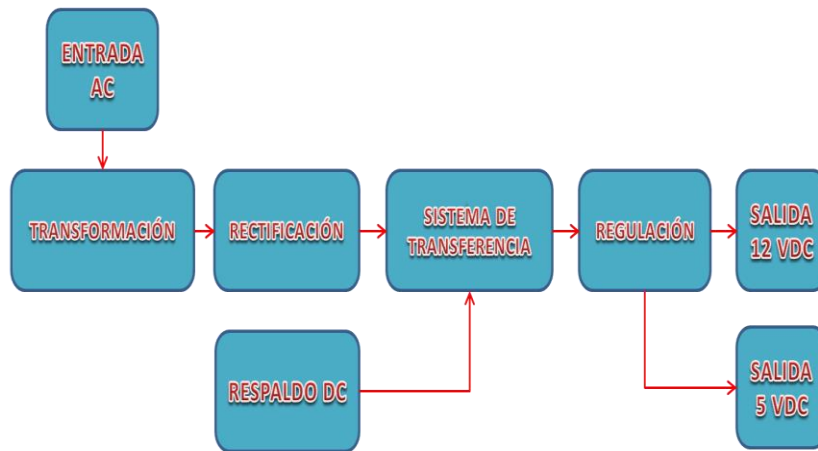 ENTRADA
AC
TRANSFORMACIÓN
RECTIFICACIÓN
SISTEMA DE
TRANSFERENCIA
REGULACIÓN
SALIDA
12 VDC
RESPALDO DC
SALIDA
5 VDC